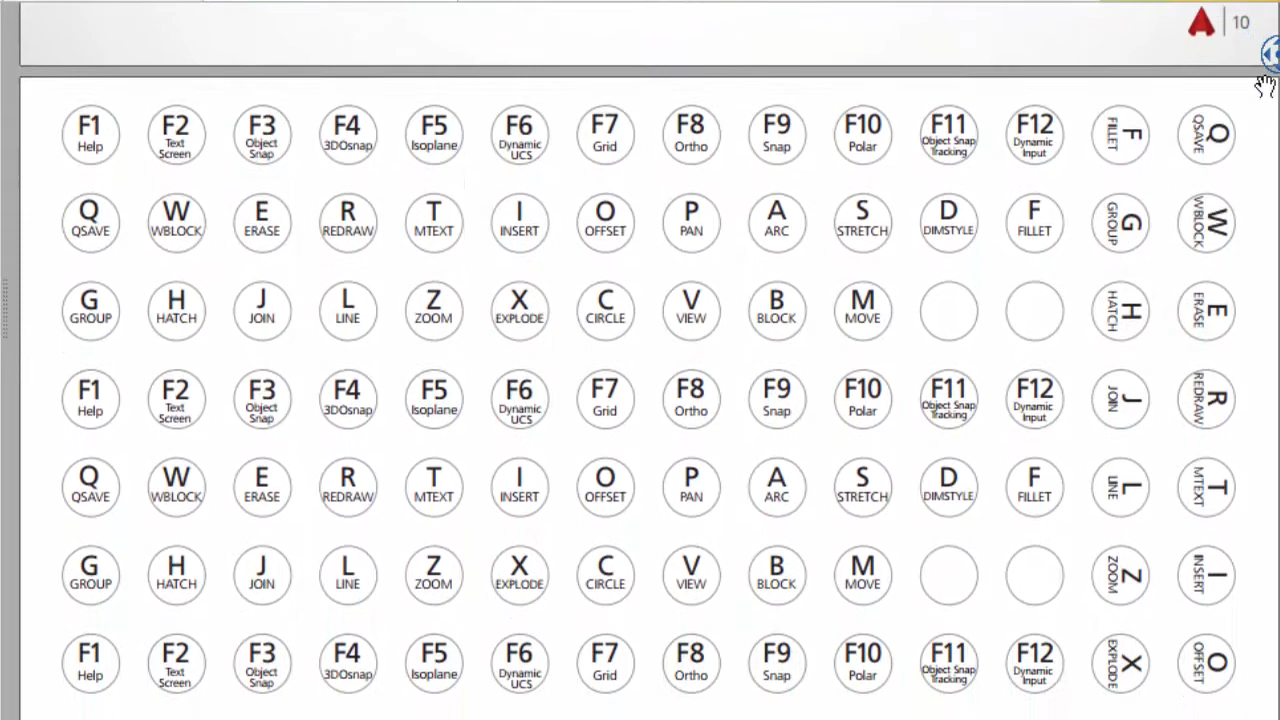 10
F1 F2 F3 F4 F5 F6 F7 F8 F9 F10 F11 F12 F Q
Help Text Screen Object Snap 3DOsnap Isoplane Dynamic UCS Grid Ortho Snap Polar Object Snap Tracking Dynamic Input FILLET QSAVE
Q W E R T I O P A S D F G W
QSAVE WBLOCK ERASE REDRAW MTEXT INSERT OFFSET PAN ARC STRETCH DIMSTYLE FILLET GROUP WBLOCK
G H J L Z X C V B M H E
GROUP HATCH JOIN LINE ZOOM EXPLODE CIRCLE VIEW BLOCK MOVE HATCH ERASE
F1 F2 F3 F4 F5 F6 F7 F8 F9 F10 F11 F12 J R
Help Text Screen Object Snap 3DOsnap Isoplane Dynamic UCS Grid Ortho Snap Polar Object Snap Tracking Dynamic Input JOIN REDRAW
Q W E R T I O P A S D F L T
QSAVE WBLOCK ERASE REDRAW MTEXT INSERT OFFSET PAN ARC STRETCH DIMSTYLE FILLET LINE MTEXT
G H J L Z X C V B M Z I
GROUP HATCH JOIN LINE ZOOM EXPLODE CIRCLE VIEW BLOCK MOVE ZOOM INSERT
F1 F2 F3 F4 F5 F6 F7 F8 F9 F10 F11 F12 X O
Help Text Screen Object Snap 3DOsnap Isoplane Dynamic UCS Grid Ortho Snap Polar Object Snap Tracking Dynamic Input EXPLODE OFFSET